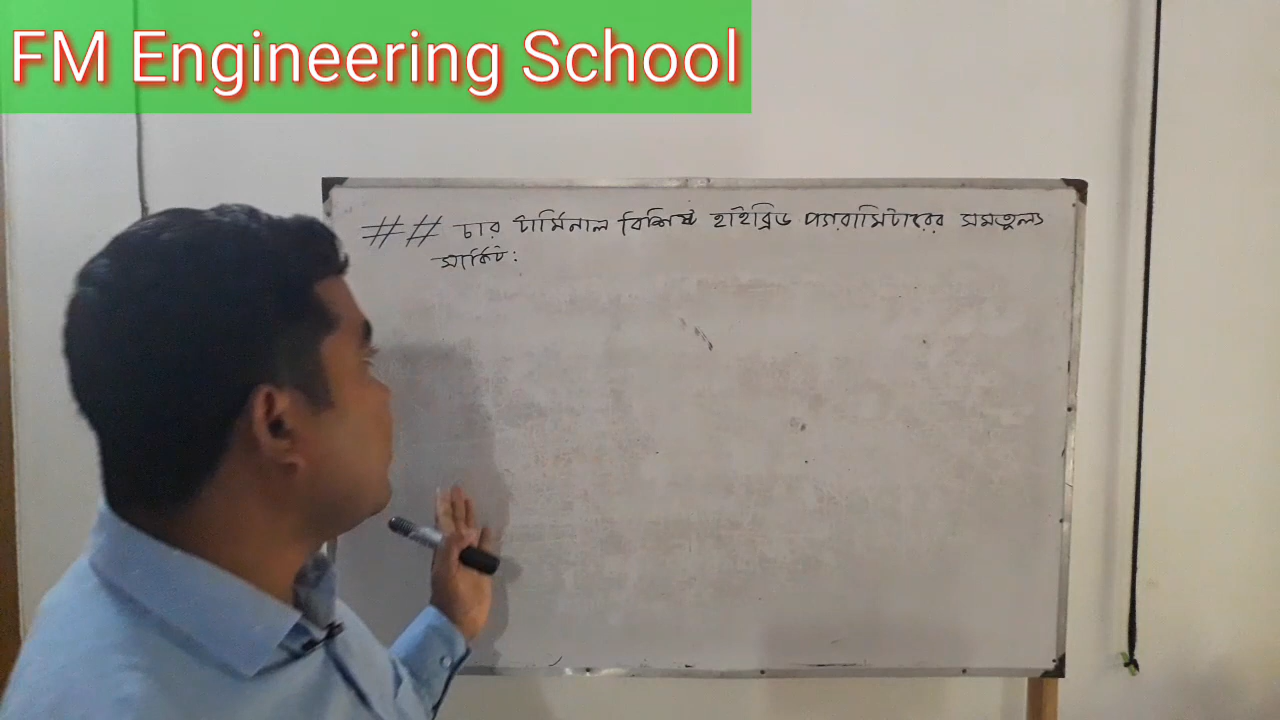 FM Engineering School
## চার টার্মিনাল বিশিষ্ট হাইব্রিড প্যারামিটারের সমতুল্য
সার্কিট: